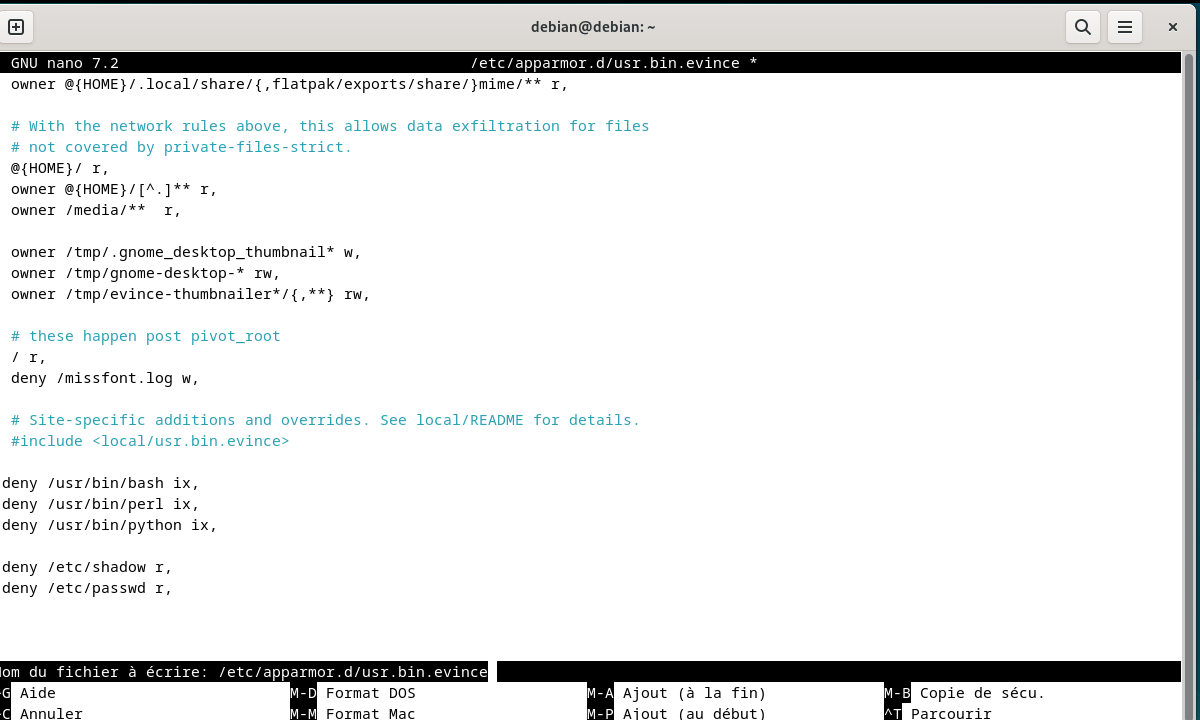 debian@debian: ~
GNU nano 7.2 /etc/apparmor.d/usr.bin.evince *
owner @{HOME}/.local/share/{,flatpak/exports/share/}mime/** r,
# With the network rules above, this allows data exfiltration for files
# not covered by private-files-strict.
@{HOME}/ r,
owner @{HOME}/[^.]** r,
owner /media/**  r,
owner /tmp/.gnome_desktop_thumbnail* w,
owner /tmp/gnome-desktop-* rw,
owner /tmp/evince-thumbnailer*/{,**} rw,
# these happen post pivot_root
/ r,
deny /missfont.log w,
# Site-specific additions and overrides. See local/README for details.
#include <local/usr.bin.evince>
deny /usr/bin/bash ix,
deny /usr/bin/perl ix,
deny /usr/bin/python ix,
deny /etc/shadow r,
deny /etc/passwd r,
om du fichier à écrire: /etc/apparmor.d/usr.bin.evince
G Aide M-D Format DOS M-A Ajout (à la fin) M-B Copie de sécu.
C Annuler M-M Format Mac M-P Ajout (au début) ^T Parcourir